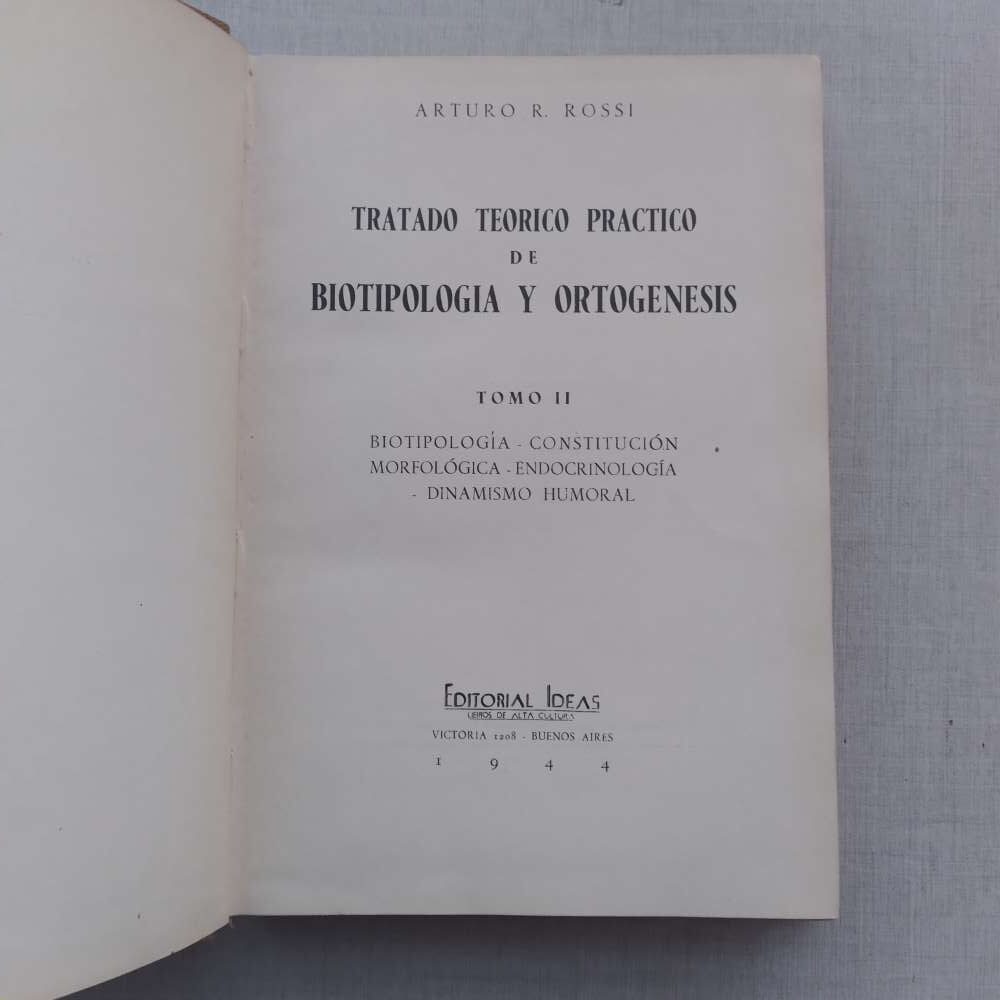 ARTURO R. ROSSI
TRATADO TEORICO PRACTICO
DE
BIOTIPOLOGIA Y ORTOGENESIS
TOMO II
BIOTIPOLOGÍA - CONSTITUCIÓN
MORFOLÓGICA - ENDOCRINOLOGÍA
- DINAMISMO HUMORAL
EDITORIAL IDEAS
LIBROS DE ALTA CULTURA
VICTORIA 1208 - BUENOS AIRES
1 9 4 4